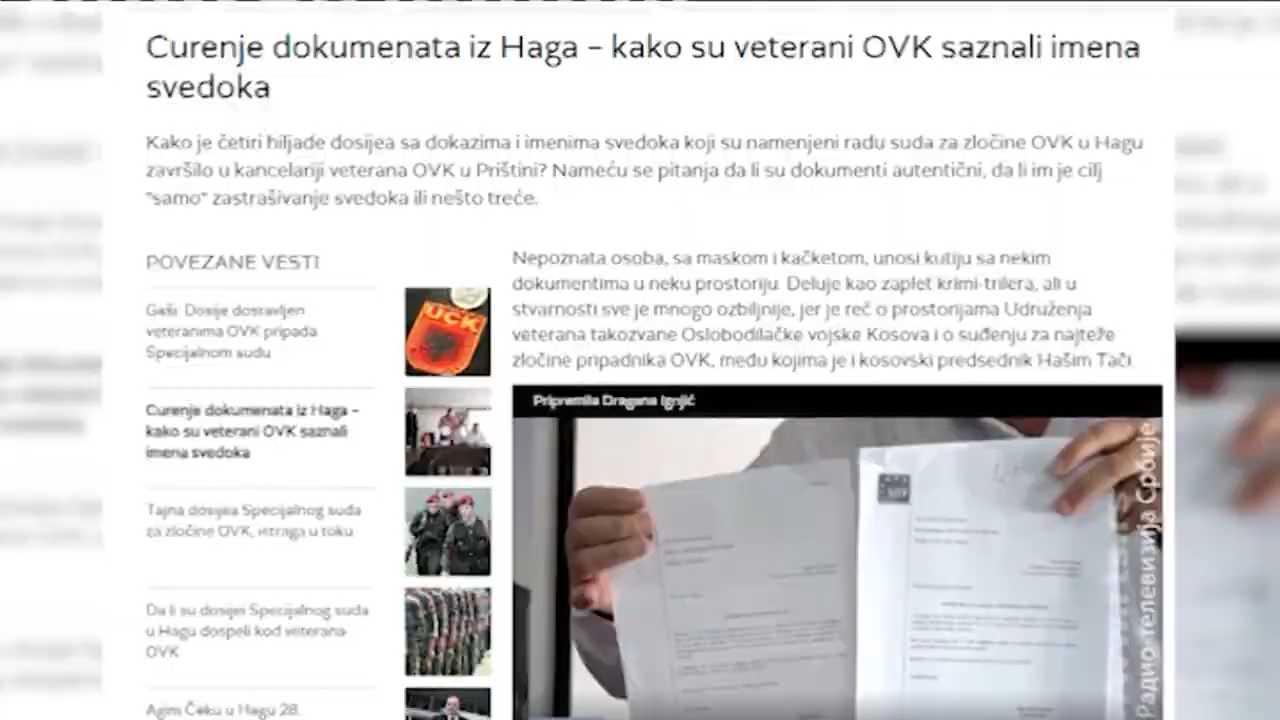 Curenje dokumenata iz Haga – kako su veterani OVK saznali imena
svedoka
Kako je četiri hiljade dosijea sa dokazima i imenima svedoka koji su namenjeni radu suda za zločine OVK u Hagu
završilo u kancelariji veterana OVK u Prištini? Nameću se pitanja da li su dokumenti autentični, da li im je cilj
"samo" zastrašivanje svedoka ili nešto treće.
POVEZANE VESTI
Gaši: Dosije dostavljen
veteranima OVK pripada
Specijalnom sudu
UCK
Curenje dokumenata iz Haga –
kako su veterani OVK saznali
imena svedoka
Tajna dosijea Specijalnog suda
za zločine OVK, istraga u toku
Da li su dosijei Specijalnog suda
u Hagu dospeli kod veterana
OVK
Agim Čeku u Hagu 28.
Nepoznata osoba, sa maskom i kačketom, unosi kutiju sa nekim
dokumentima u neku prostoriju. Deluje kao zaplet krimi-trilera, ali u
stvarnosti sve je mnogo ozbiljnije, jer je reč o prostorijama Udruženja
veterana takozvane Oslobodilačke vojske Kosova i o suđenju za najteže
zločine pripadnika OVK, među kojima je i kosovski predsednik Hašim Tači.
Pripremila Dragana Ignjić
Радио-телевизија Србије